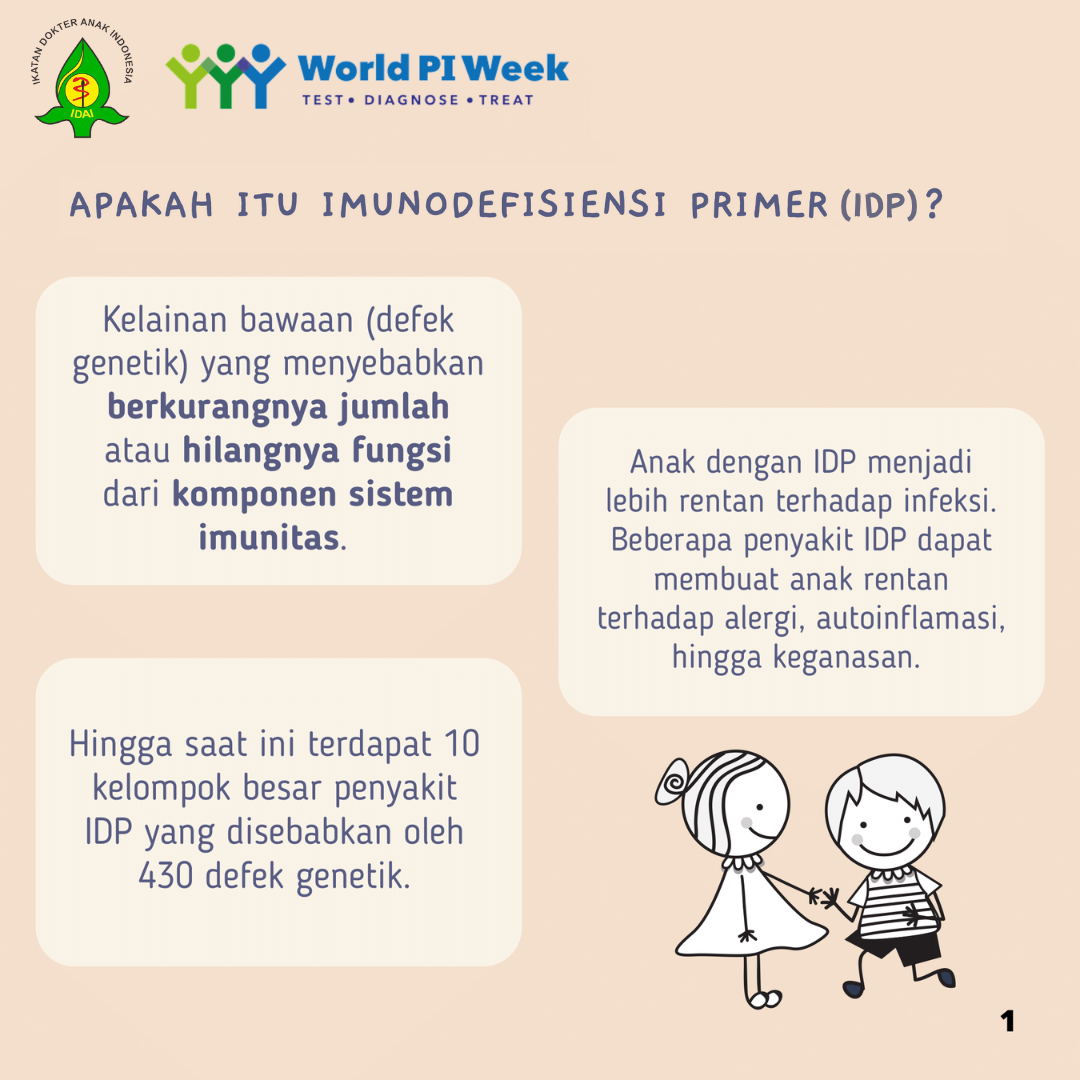 IKATAN DOKTER ANAK INDONESIA
IDAI
World PI Week
TEST • DIAGNOSE • TREAT
APAKAH ITU IMUNODEFISIENSI PRIMER (IDP)?
Kelainan bawaan (defek
genetik) yang menyebabkan
berkurangnya jumlah
atau hilangnya fungsi
dari komponen sistem
imunitas.
Anak dengan IDP menjadi
lebih rentan terhadap infeksi.
Beberapa penyakit IDP dapat
membuat anak rentan
terhadap alergi, autoinflamasi,
hingga keganasan.
Hingga saat ini terdapat 10
kelompok besar penyakit
IDP yang disebabkan oleh
430 defek genetik.
1